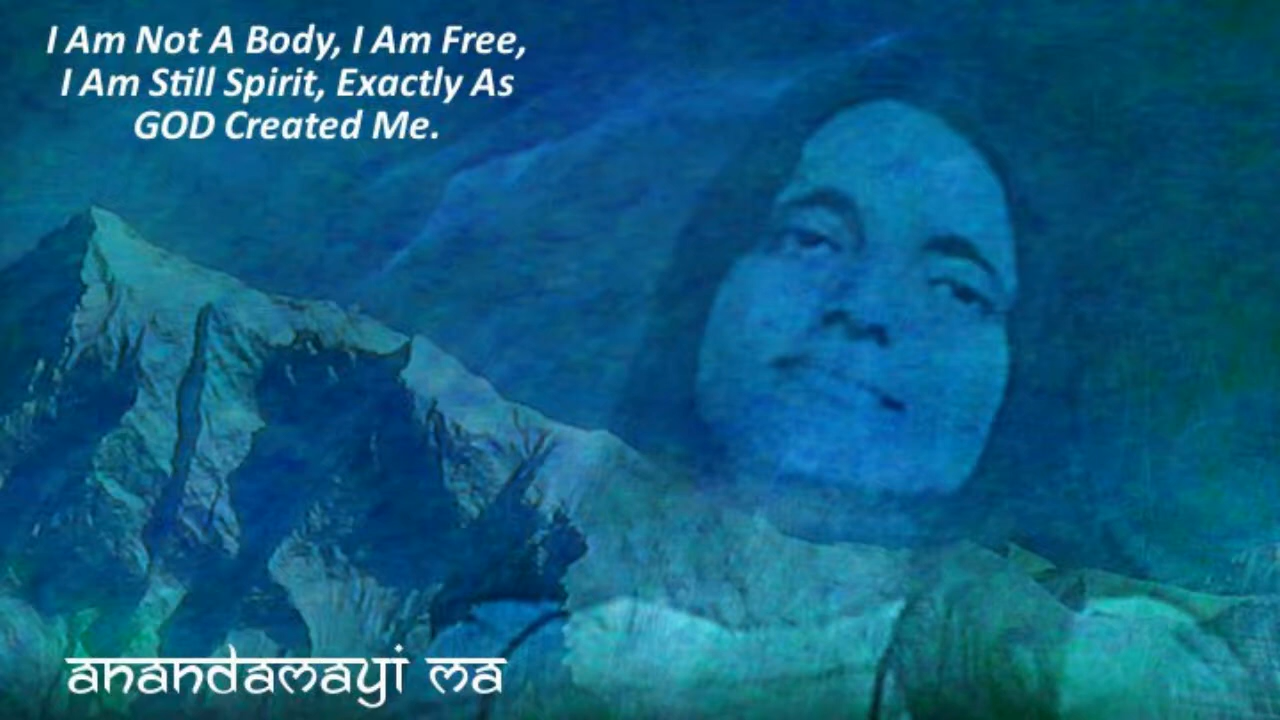 I Am Not A Body, I Am Free,
I Am Still Spirit, Exactly As
GOD Created Me.
anandamayi ma